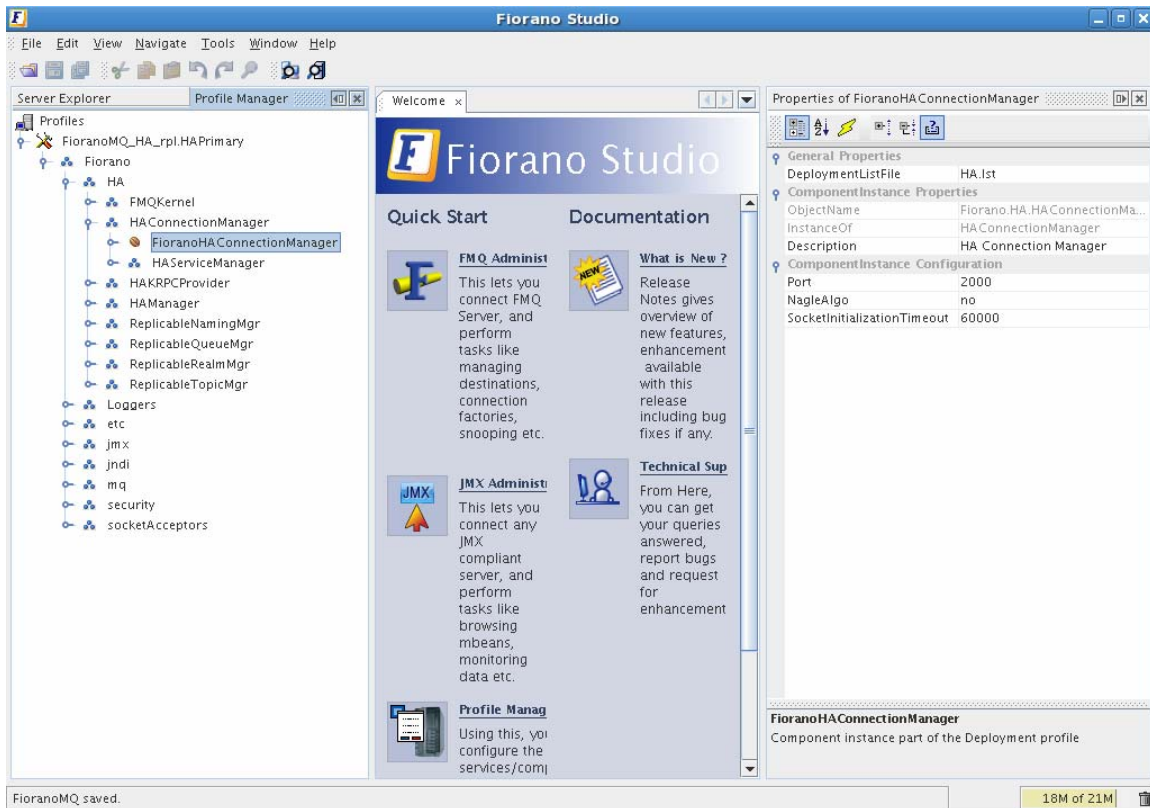 Fiorano Studio
File Edit View Navigate Tools Window Help
Server Explorer
Profile Manager
Profiles
FioranoMQ_HA_rpl.HAPrimary
Fiorano
HA
FMQKernel
HAConnectionManager
FioranoHAConnectionManager
HAServiceManager
HAKRPCProvider
HAManager
ReplicableNamingMgr
ReplicableQueueMgr
ReplicableRealmMgr
ReplicableTopicMgr
Loggers
etc
jmx
jndi
mq
security
socketAcceptors
Welcome
F Fiorano Studio
Quick Start
FMQ Administ
This lets you
connect FMQ
Server, and
perform
tasks like
managing
destinations,
connection
factories,
snooping etc.
JMX
JMX Administ
This lets you
connect any
JMX
compliant
server, and
perform
tasks like
browsing
mbeans,
monitoring
data etc.
Profile Manag
Using this, you
configure the
services/comp
Documentation
NEW
What is New ?
Release
Notes gives
overview of
new features,
enhancement
available
with this
release
including bug
fixes if any.
Technical Sup
From Here,
you can get
your queries
answered,
report bugs
and request
for
enhancement
Properties of FioranoHAConnectionManager
General Properties
DeploymentListFile HA.lst
ComponentInstance Properties
ObjectName Fiorano.HA.HAConnectionMa...
InstanceOf HAConnectionManager
Description HA Connection Manager
ComponentInstance Configuration
Port 2000
NagleAlgo no
SocketInitializationTimeout 60000
FioranoHAConnectionManager
Component instance part of the Deployment profile
FioranoMQ saved.
18M of 21M